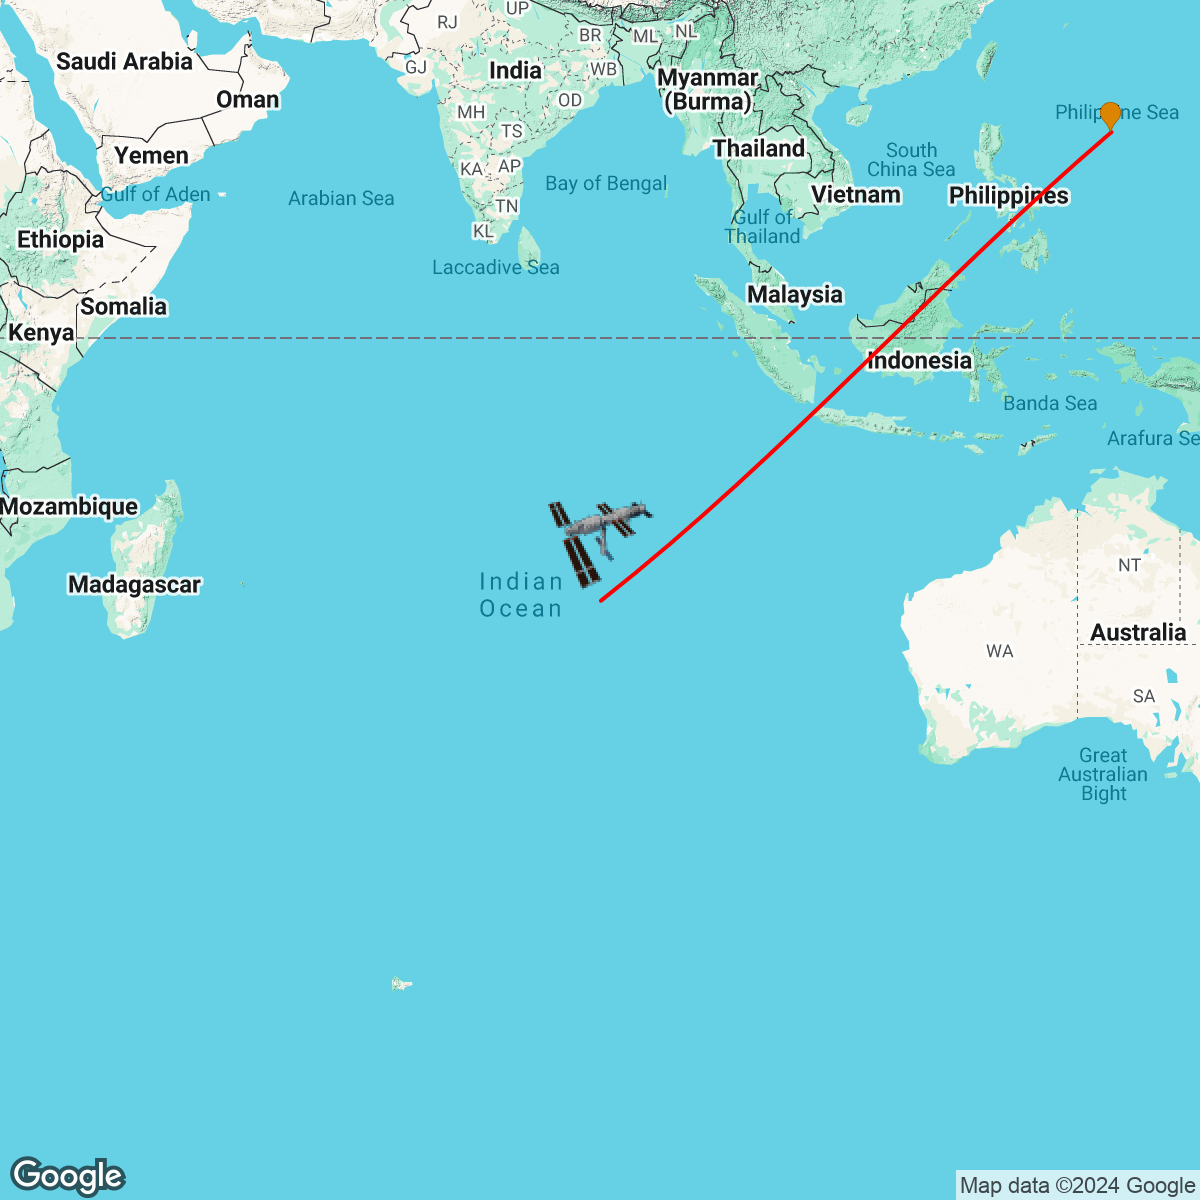 UP
RJ
BR
ML
NL
Saudi Arabia
GJ
India
WB
Myanmar
(Burma)
Oman
MH
OD
Philippine Sea
TS
Yemen
Thailand
South
China Sea
KA
AP
Gulf of Aden
Arabian Sea
Bay of Bengal
Vietnam
Philippines
TN
Gulf of
Thailand
KL
Ethiopia
Laccadive Sea
Malaysia
Somalia
Kenya
Indonesia
Banda Sea
Arafura Se
Mozambique
Madagascar
Indian
Ocean
NT
Australia
WA
SA
Great
Australian
Bight
Google
Map data ©2024 Google